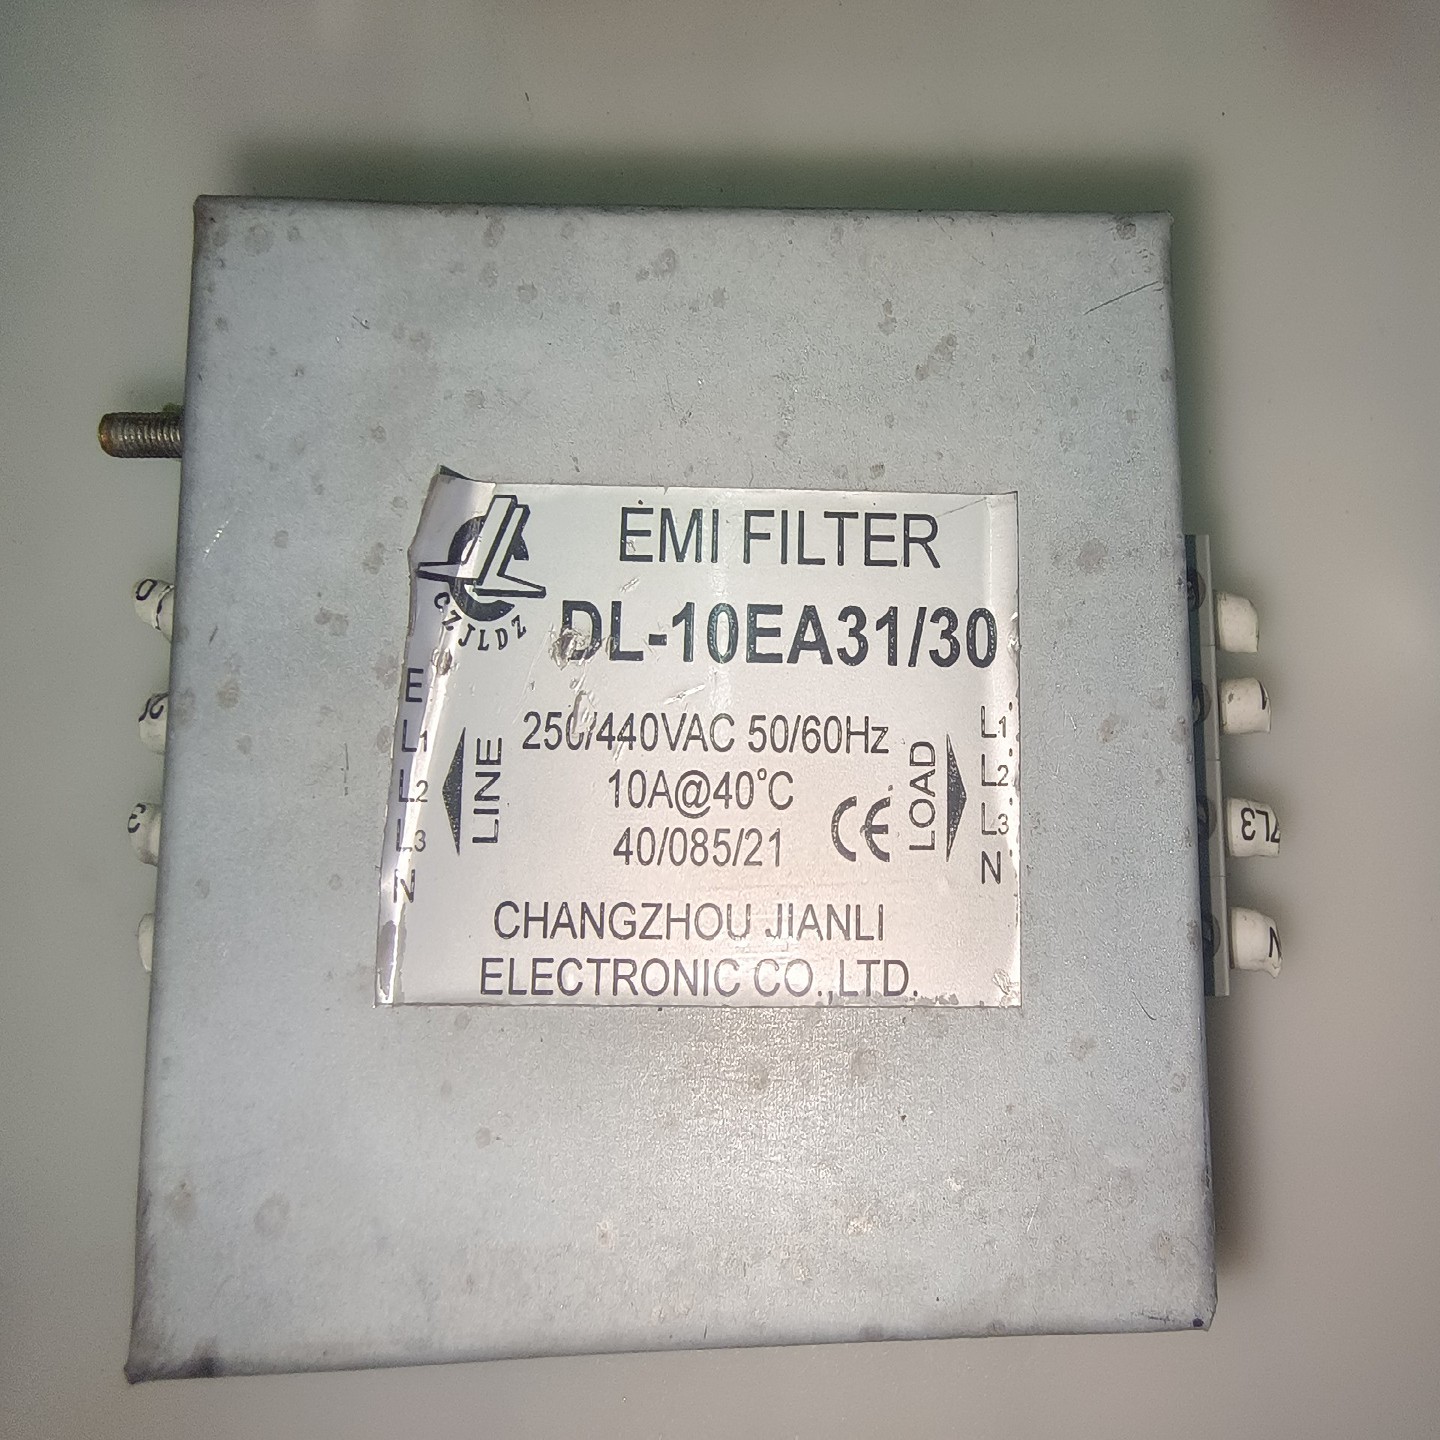 EMI FILTER
CZJLDZ
DL-10EA31/30
250/440VAC 50/60Hz
10A@40°C
40/085/21
CE
E
L1
L2
L3
N
LINE
LOAD
L1'
L2'
L3'
N'
CHANGZHOU JIANLI
ELECTRONIC CO.,LTD.
7L3
N